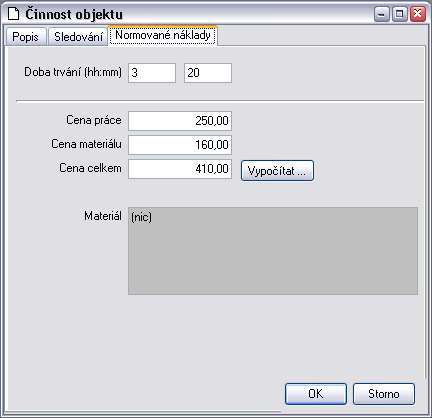 Činnost objektu
Popis Sledování Normované náklady
Doba trvání (hh:mm) 3 20
Cena práce 250,00
Cena materiálu 160,00
Cena celkem 410,00 Vypočítat ...
Materiál (nic)
OK Storno